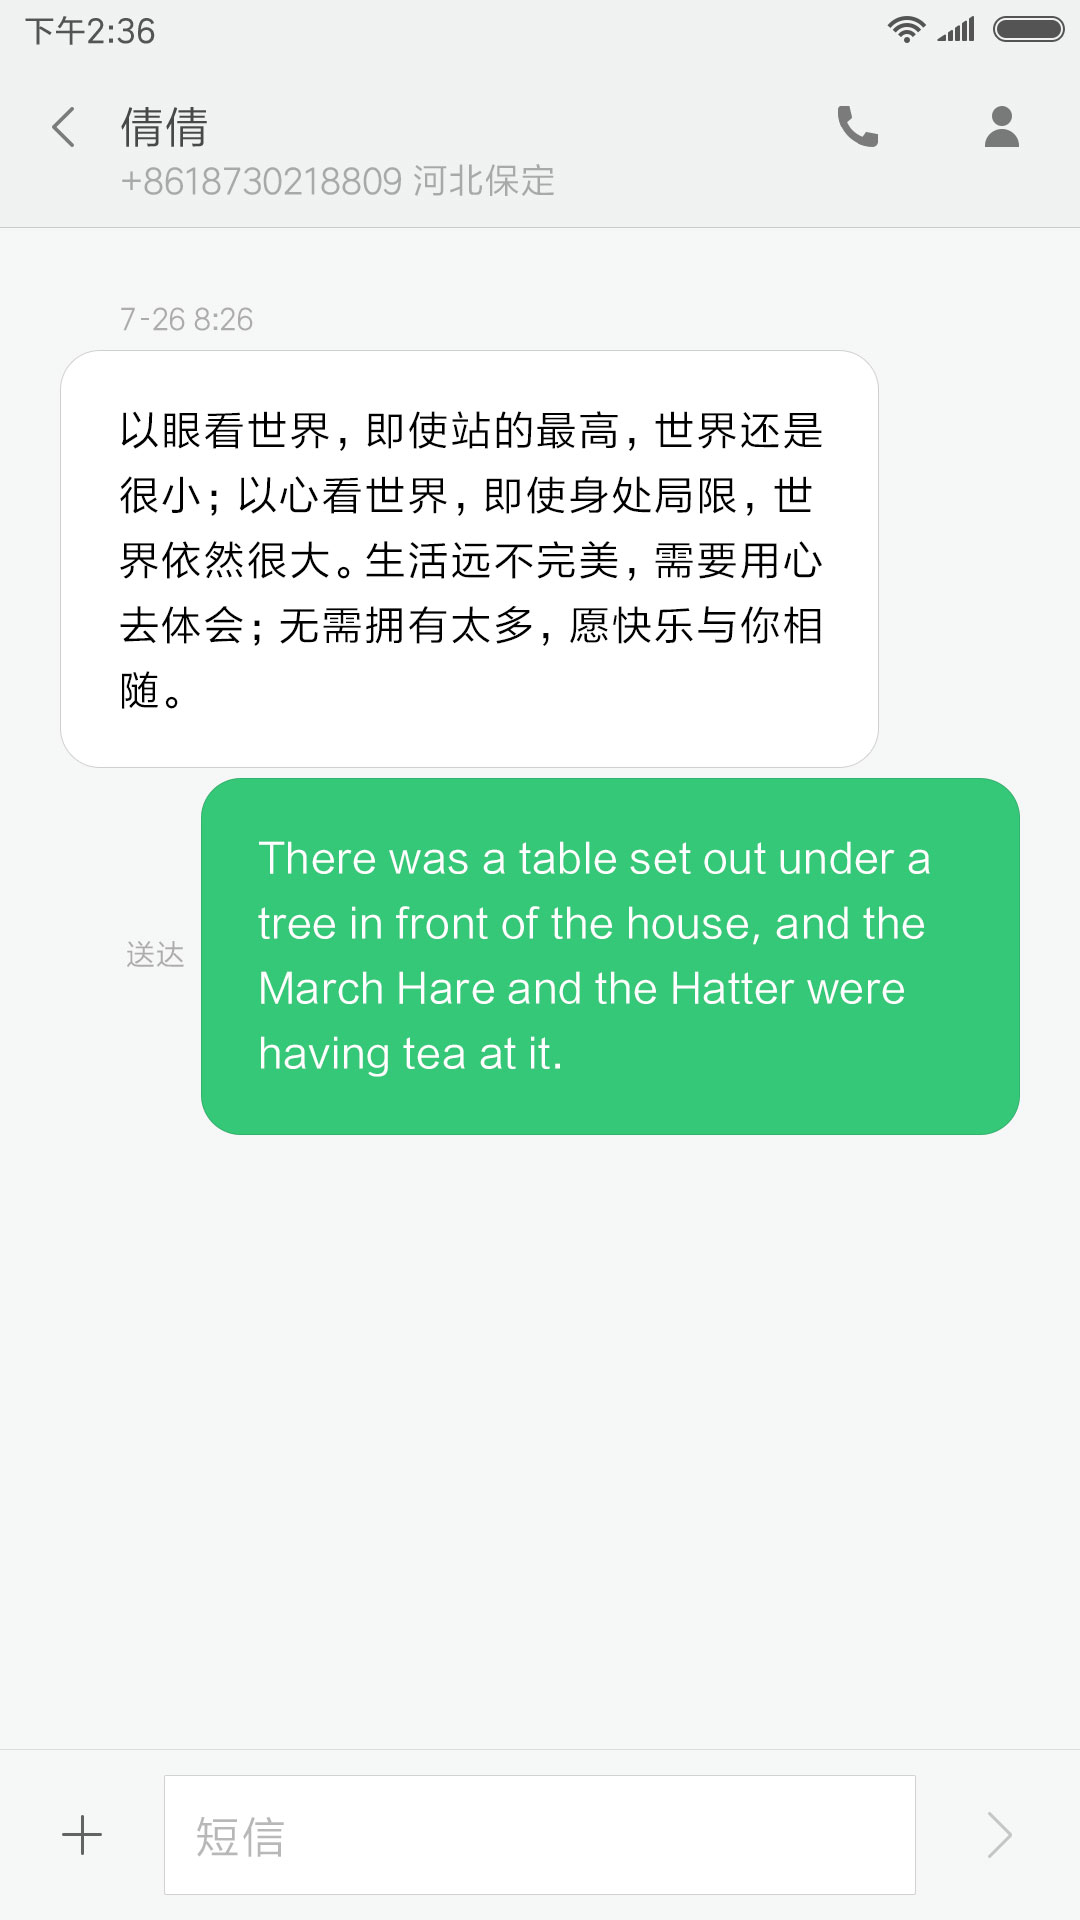 下午2:36
倩倩
+8618730218809 河北保定
7-26 8:26
以眼看世界，即使站的最高，世界还是
很小；以心看世界，即使身处局限，世
界依然很大。生活远不完美，需要用心
去体会；无需拥有太多，愿快乐与你相
随。
There was a table set out under a
tree in front of the house, and the
March Hare and the Hatter were
having tea at it.
送达
短信